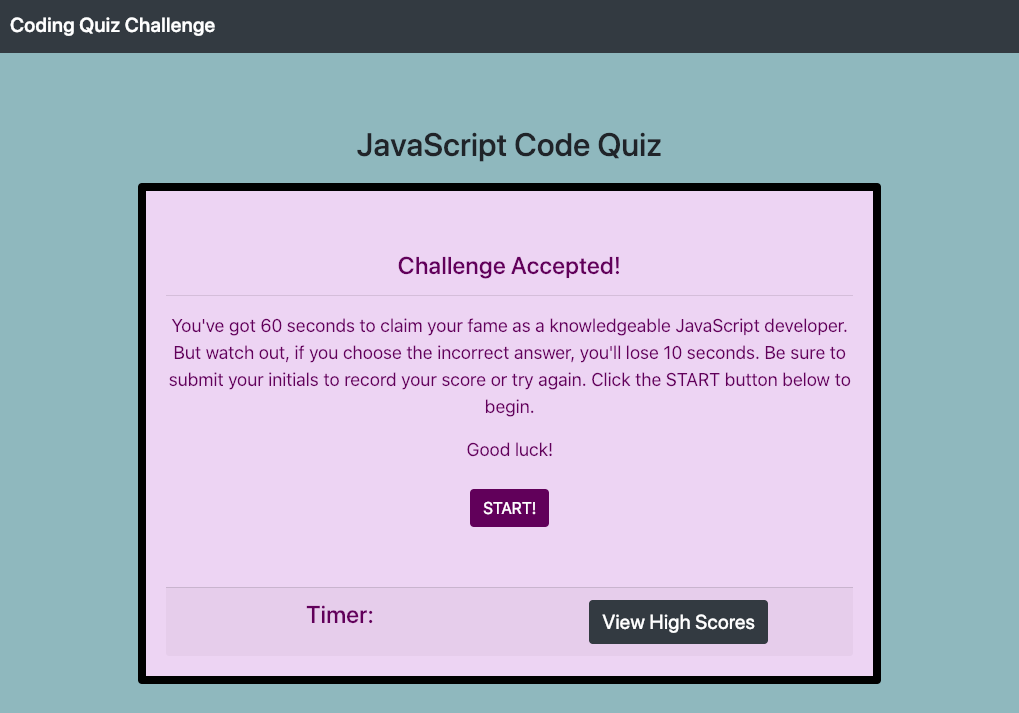 Coding Quiz Challenge
JavaScript Code Quiz
Challenge Accepted!
You've got 60 seconds to claim your fame as a knowledgeable JavaScript developer.
But watch out, if you choose the incorrect answer, you'll lose 10 seconds. Be sure to
submit your initials to record your score or try again. Click the START button below to
begin.
Good luck!
START!
Timer:
View High Scores